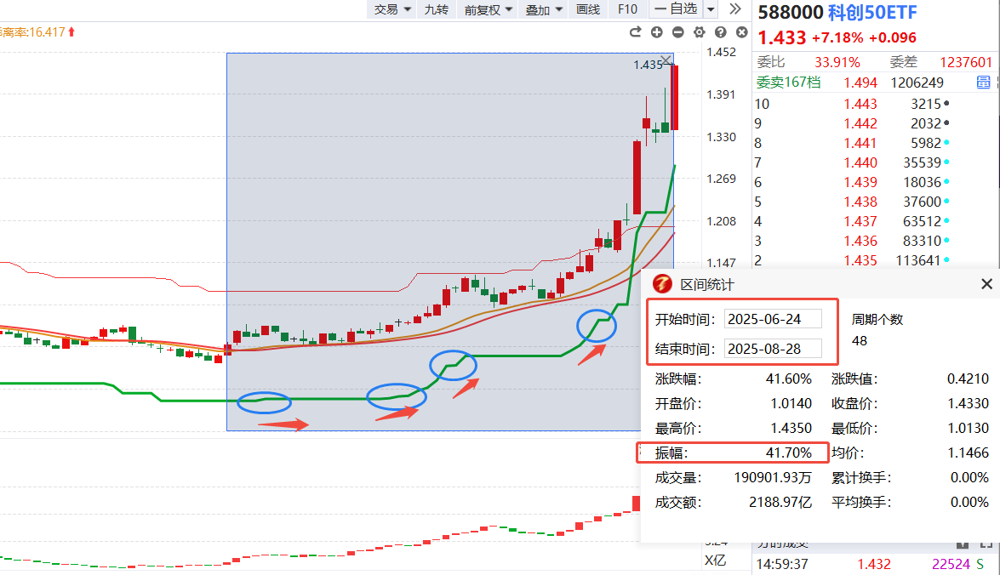 交易 九转 前复权 叠加 画线 F10 一自选
588000 科创50ETF
1.433 +7.18% +0.096
离率:16.417
1.435
1.452
1.391
1.330
1.269
1.208
1.147
委比 33.91% 委差 1237601
委卖167档 1.494 1206249
10 1.443 3215
9 1.442 2032
8 1.441 5982
7 1.440 35539
6 1.439 18036
5 1.438 37600
4 1.437 63512
3 1.436 83310
2 1.435 113641
区间统计
开始时间: 2025-06-24 周期个数
结束时间: 2025-08-28 48
涨跌幅: 41.60% 涨跌值: 0.4210
开盘价: 1.0140 收盘价: 1.4330
最高价: 1.4350 最低价: 1.0130
振幅: 41.70% 均价: 1.1466
成交量: 190901.93万 累计换手: 0.00%
成交额: 2188.97亿 平均换手: 0.00%
X亿
14:59:37 1.432 22524 S